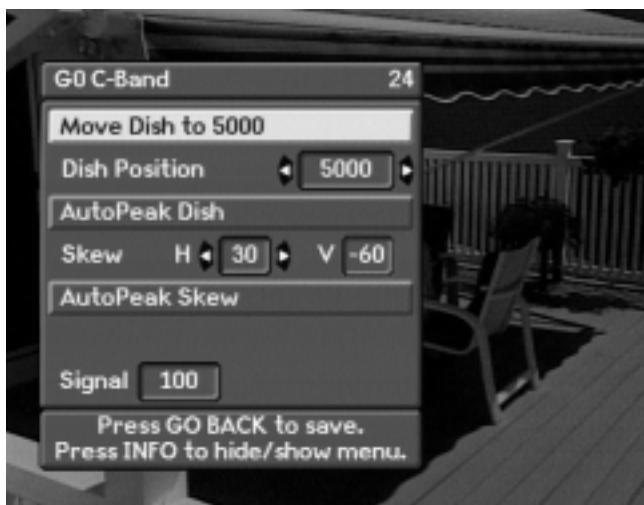 G0 C-Band 24
Move Dish to 5000
Dish Position 5000
AutoPeak Dish
Skew H 30 V -60
AutoPeak Skew
Signal 100
Press GO BACK to save.
Press INFO to hide/show menu.